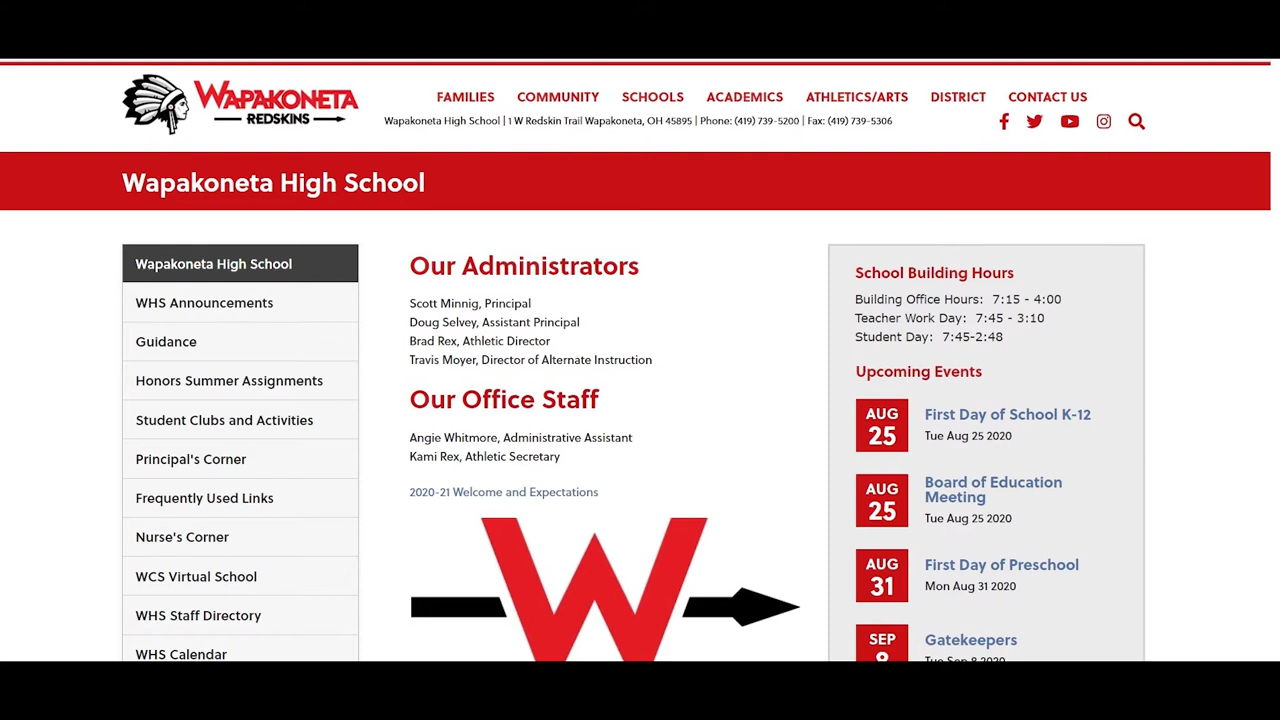 WAPAKONETA
REDSKINS
FAMILIES COMMUNITY SCHOOLS ACADEMICS ATHLETICS/ARTS DISTRICT CONTACT US
Wapakoneta High School | 1 W Redskin Trail Wapakoneta, OH 45895 | Phone: (419) 739-5200 | Fax: (419) 739-5306
Wapakoneta High School
Wapakoneta High School
WHS Announcements
Guidance
Honors Summer Assignments
Student Clubs and Activities
Principal's Corner
Frequently Used Links
Nurse's Corner
WCS Virtual School
WHS Staff Directory
WHS Calendar
Our Administrators
Scott Minnig, Principal
Doug Selvey, Assistant Principal
Brad Rex, Athletic Director
Travis Moyer, Director of Alternate Instruction
Our Office Staff
Angie Whitmore, Administrative Assistant
Kami Rex, Athletic Secretary
2020-21 Welcome and Expectations
W
School Building Hours
Building Office Hours: 7:15 - 4:00
Teacher Work Day: 7:45 - 3:10
Student Day: 7:45-2:48
Upcoming Events
AUG
25
First Day of School K-12
Tue Aug 25 2020
AUG
25
Board of Education
Meeting
Tue Aug 25 2020
AUG
31
First Day of Preschool
Mon Aug 31 2020
SEP
8
Gatekeepers
Tue Sep 8 2020